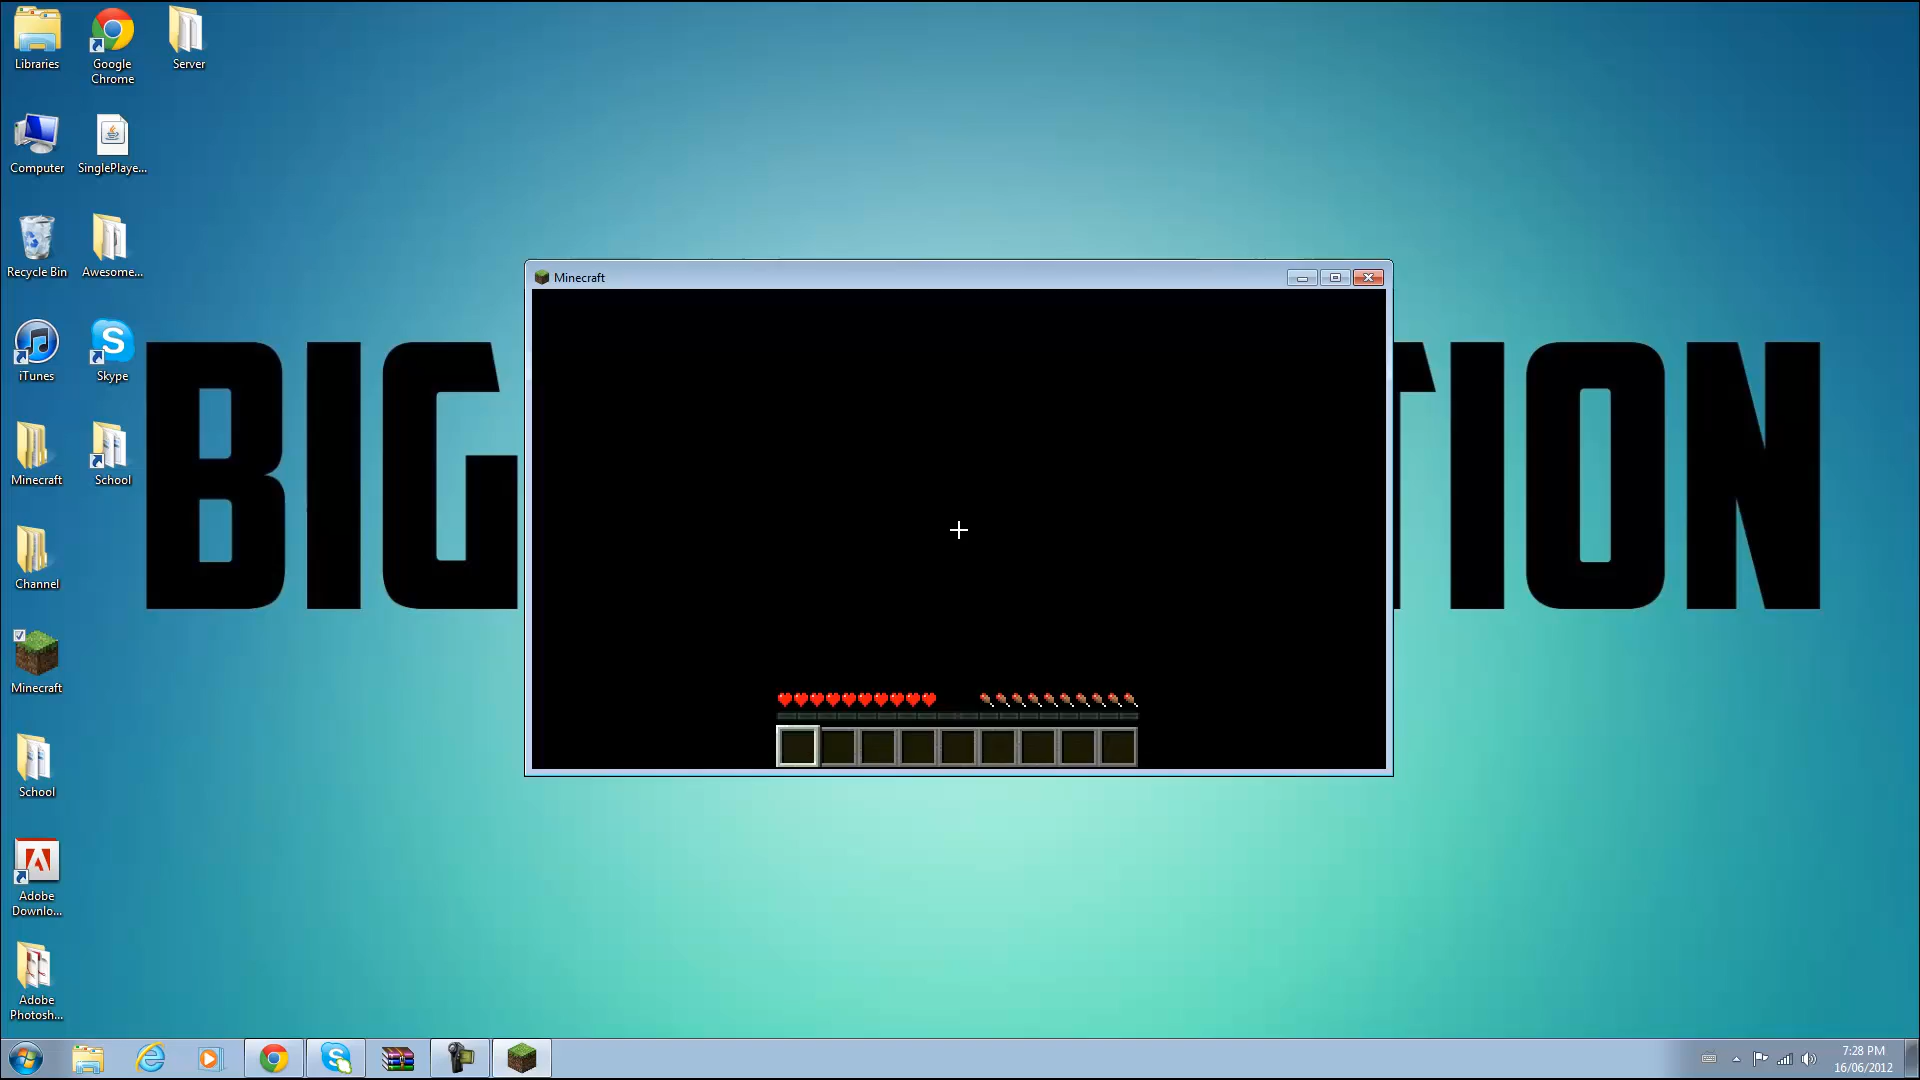 Libraries
Google
Chrome
Server
Computer
SinglePlaye...
Recycle Bin
Awesome...
iTunes
Skype
Minecraft
School
Channel
Minecraft
School
Adobe
Downlo...
Adobe
Photosh...
BIG
TION
Minecraft
7:28 PM
16/06/2012